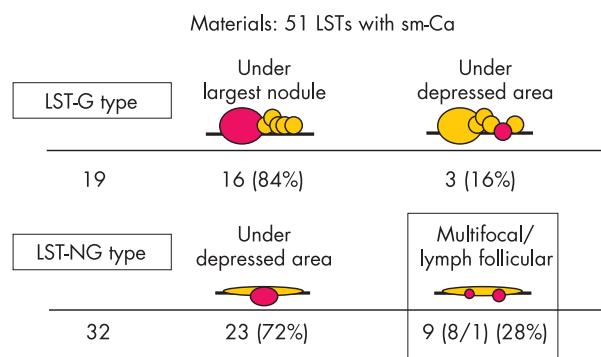 Materials: 51 LSTs with sm-Ca
LST-G type
Under
largest nodule
Under
depressed area
19
16 (84%)
3 (16%)
LST-NG type
Under
depressed area
Multifocal/
lymph follicular
32
23 (72%)
9 (8/1) (28%)